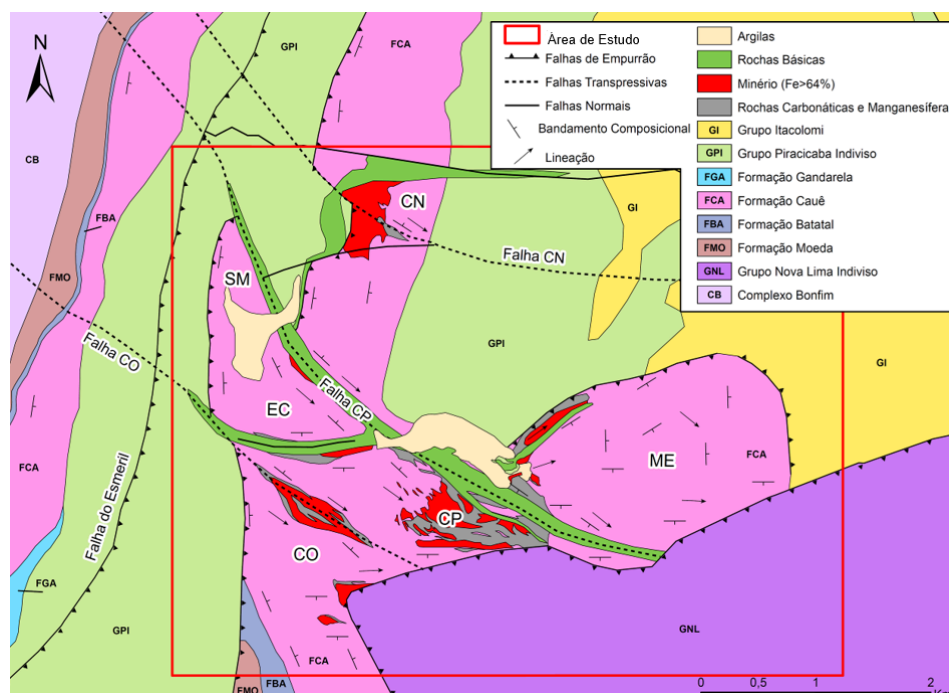 N
GPI
FCA
CB
FBA
FMO
CN
GI
Falha CN
SM
Falha CO
GPI
GI
Falha CP
EC
ME
FCA
FCA
CP
Falha do Esmeril
CO
FGA
GPI
GNL
FCA
FMO
FBA
Área de Estudo
Falhas de Empurrão
Falhas Transpressivas
Falhas Normais
Bandamento Composicional
Lineação
Argilas
Rochas Básicas
Minério (Fe>64%)
Rochas Carbonáticas e Manganesífera
GI Grupo Itacolomi
GPI Grupo Piracicaba Indiviso
FGA Formação Gandarela
FCA Formação Cauê
FBA Formação Batatal
FMO Formação Moeda
GNL Grupo Nova Lima Indiviso
CB Complexo Bonfim
0 0,5 1 2